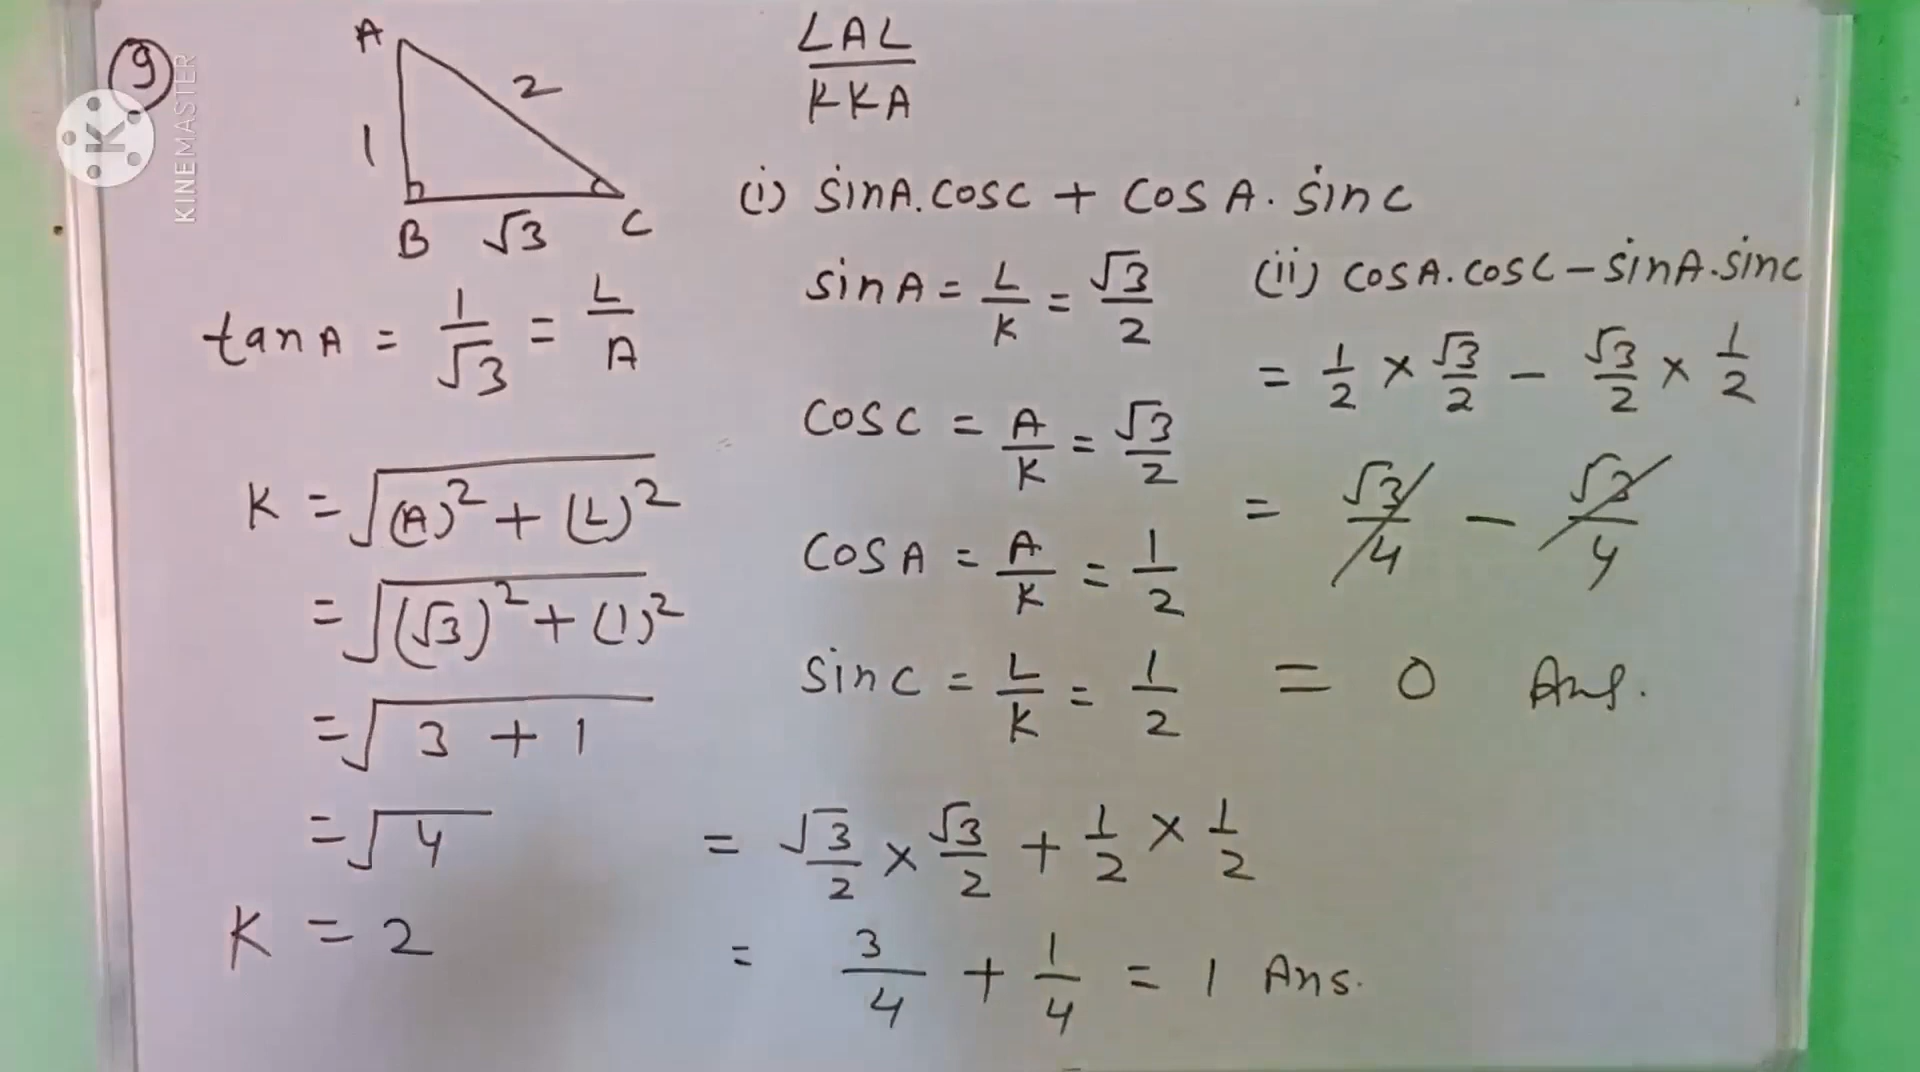 9
KINEMASTER
A
2
1
B √3 C
tan A = 1/√3 = L/A
K = √(A)² + (L)²
= √(√3)² + (1)²
= √3 + 1
= √4
K = 2
LAL
KKA
(i) sinA.cosC + cosA.sinC
sinA = L/K = √3/2
cosC = A/K = √3/2
cosA = A/K = 1/2
sinC = L/K = 1/2
= √3/2 × √3/2 + 1/2 × 1/2
= 3/4 + 1/4 = 1 Ans.
(ii) cosA.cosC - sinA.sinC
= 1/2 × √3/2 - √3/2 × 1/2
= √3/4 - √3/4
= 0 Ans.